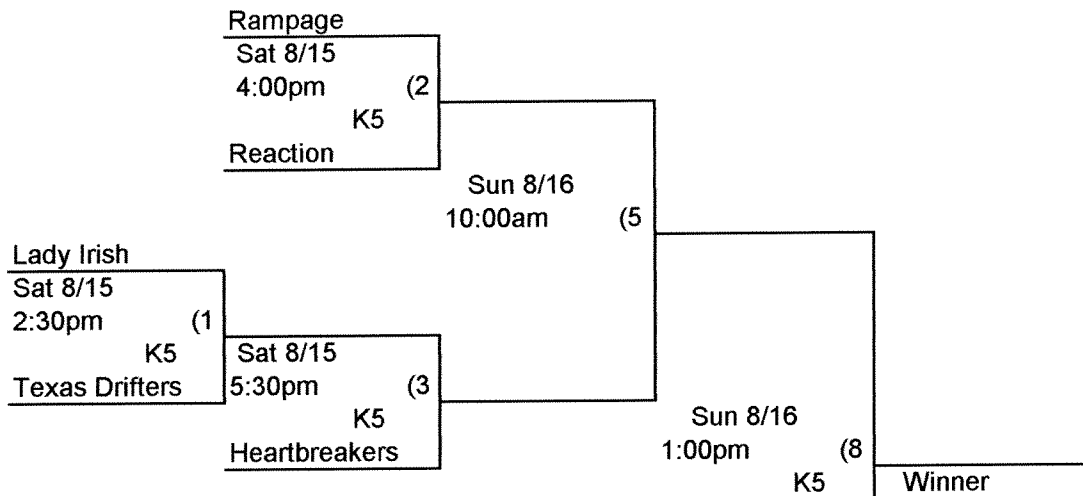 Rampage
Sat 8/15
4:00pm (2
K5
Reaction
Sun 8/16
10:00am (5
Lady Irish
Sat 8/15
2:30pm (1
K5
Texas Drifters
Sat 8/15
5:30pm (3
K5
Heartbreakers
Sun 8/16
1:00pm (8
K5
Winner